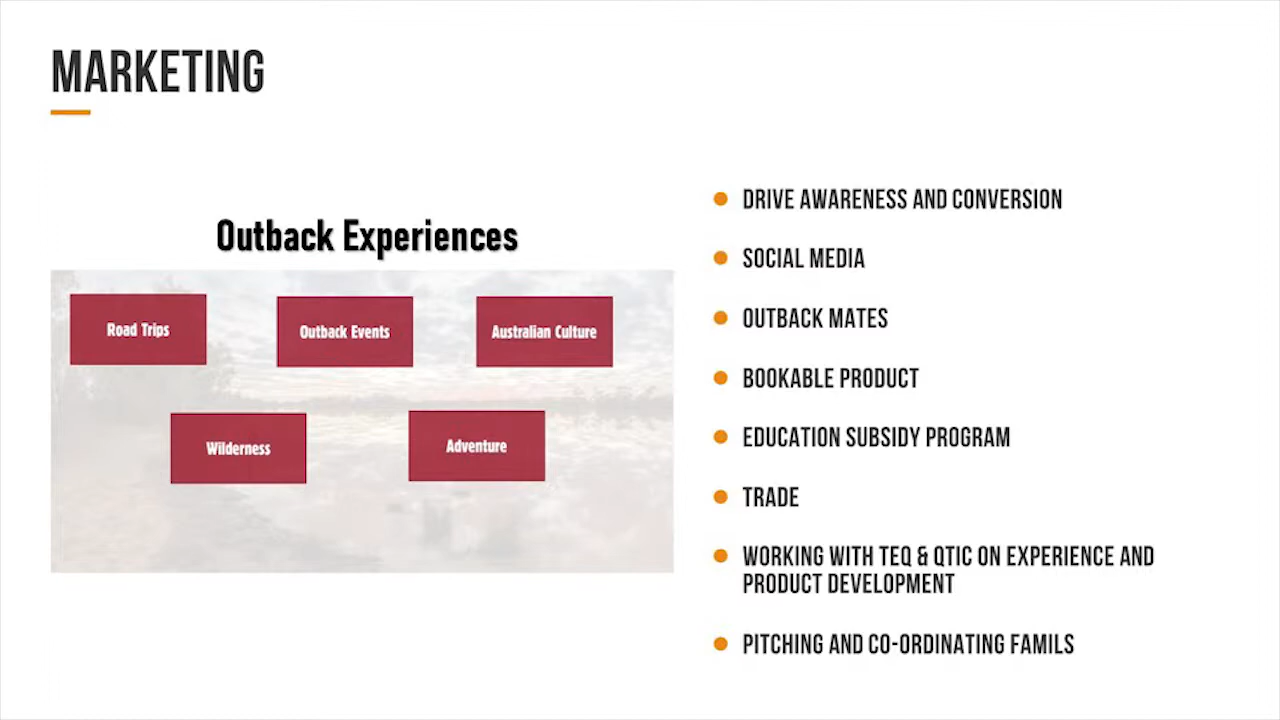 MARKETING
Outback Experiences
Road Trips
Outback Events
Australian Culture
Wilderness
Adventure
DRIVE AWARENESS AND CONVERSION
SOCIAL MEDIA
OUTBACK MATES
BOOKABLE PRODUCT
EDUCATION SUBSIDY PROGRAM
TRADE
WORKING WITH TEQ & QTIC ON EXPERIENCE AND
PRODUCT DEVELOPMENT
PITCHING AND CO-ORDINATING FAMILS